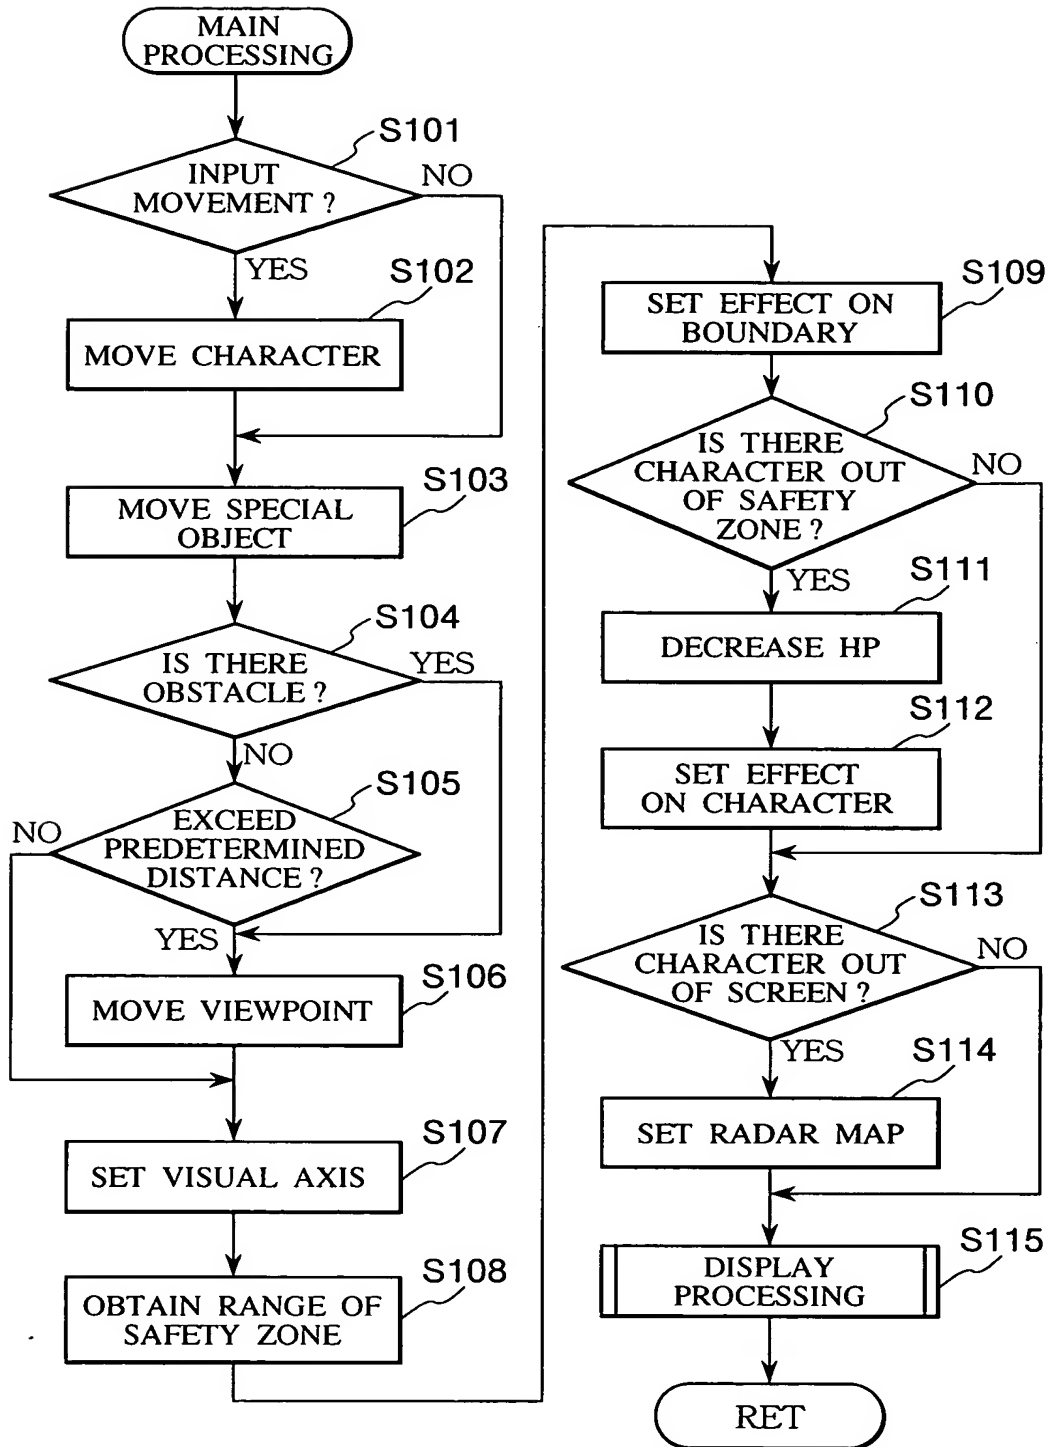 MAIN
PROCESSING
S101
INPUT
MOVEMENT ?
NO
YES
S102
MOVE CHARACTER
S103
MOVE SPECIAL
OBJECT
S104
IS THERE
OBSTACLE ?
YES
NO
S105
EXCEED
PREDETERMINED
DISTANCE ?
NO
YES
S106
MOVE VIEWPOINT
S107
SET VISUAL AXIS
S108
OBTAIN RANGE OF
SAFETY ZONE
S109
SET EFFECT ON
BOUNDARY
S110
IS THERE
CHARACTER OUT
OF SAFETY
ZONE ?
NO
YES
S111
DECREASE HP
S112
SET EFFECT
ON CHARACTER
S113
IS THERE
CHARACTER OUT
OF SCREEN ?
NO
YES
S114
SET RADAR MAP
S115
DISPLAY
PROCESSING
RET